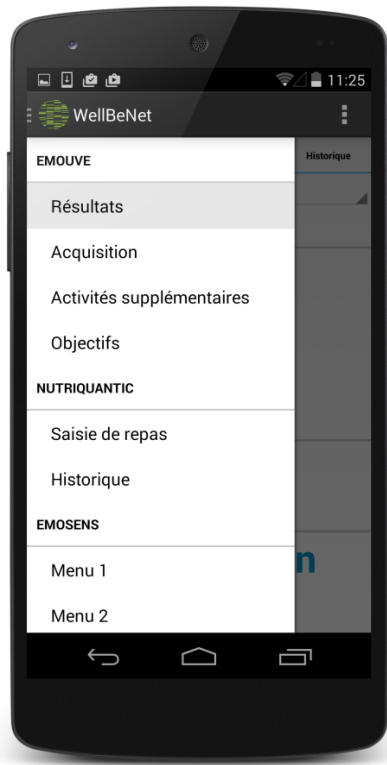 11:25
WellBeNet
EMOUVE
Historique
Résultats
Acquisition
Activités supplémentaires
Objectifs
NUTRIQUANTIC
Saisie de repas
Historique
EMOSENS
n
Menu 1
Menu 2